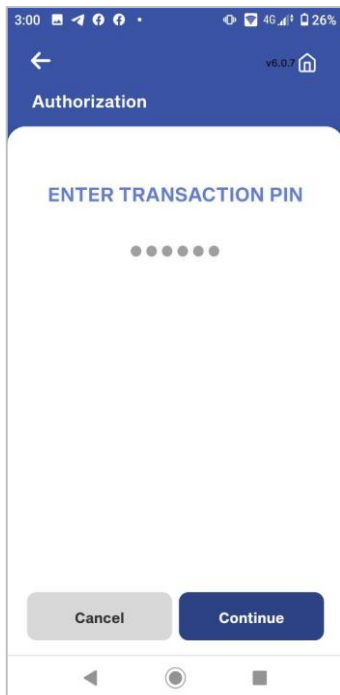 3:00 4G 26%
v6.0.7
Authorization
ENTER TRANSACTION PIN
Cancel Continue